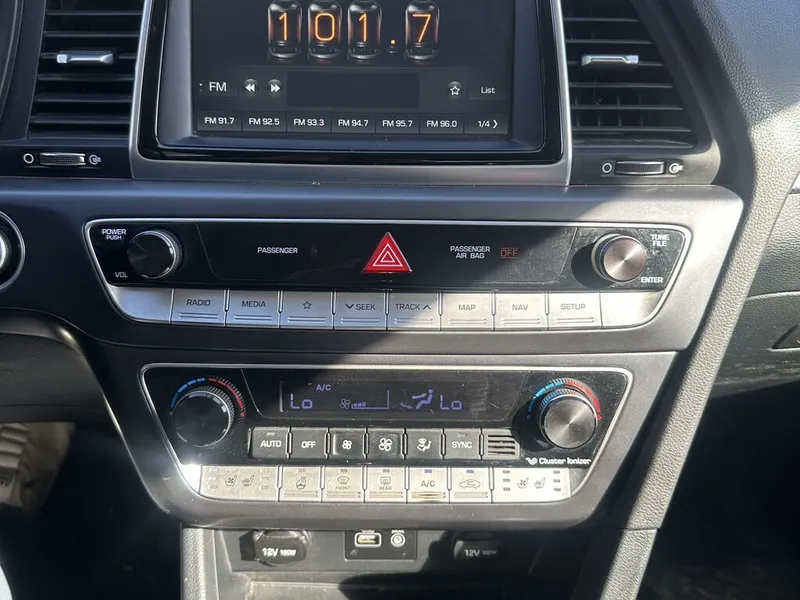 101.7
FM
List
FM 91.7 FM 92.5 FM 93.3 FM 94.7 FM 95.7 FM 96.0 1/4
POWER
PUSH
VOL
PASSENGER
PASSENGER
AIR BAG OFF
TUNE
FILE
ENTER
RADIO MEDIA SEEK TRACK MAP NAV SETUP
A/C
Lo Lo
AUTO OFF SYNC
Cluster Ionizer
FRONT REAR A/C
12V 180W 12V 180W